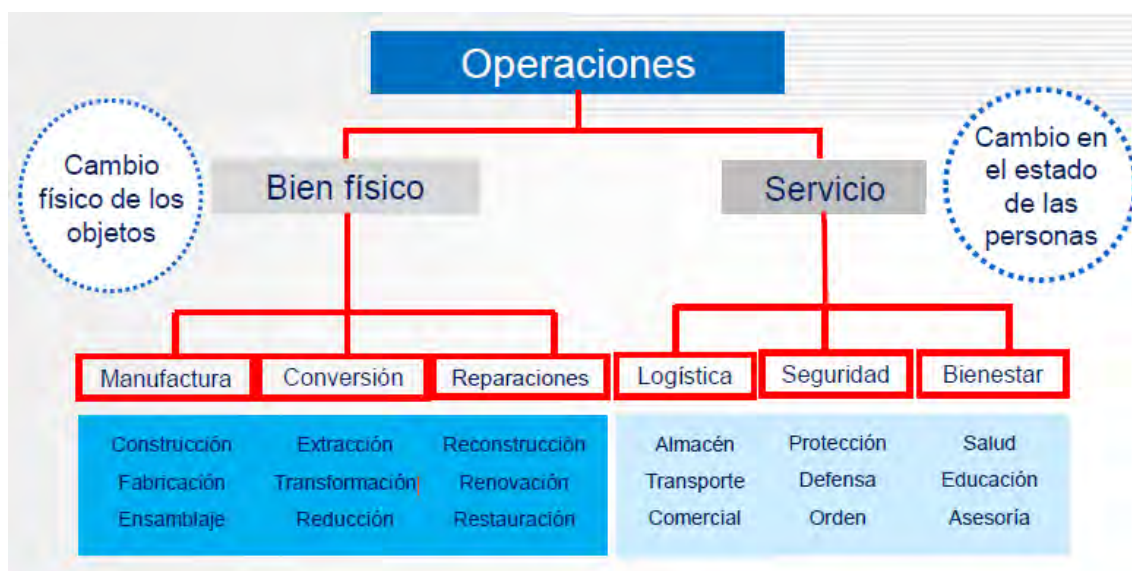 Operaciones
Cambio
físico de los
objetos
Bien físico
Servicio
Cambio en
el estado
de las
personas
Manufactura
Conversión
Reparaciones
Logística
Seguridad
Bienestar
Construcción
Extracción
Reconstrucción
Almacén
Protección
Salud
Fabricación
Transformación
Renovación
Transporte
Defensa
Educación
Ensamblaje
Reducción
Restauración
Comercial
Orden
Asesoría